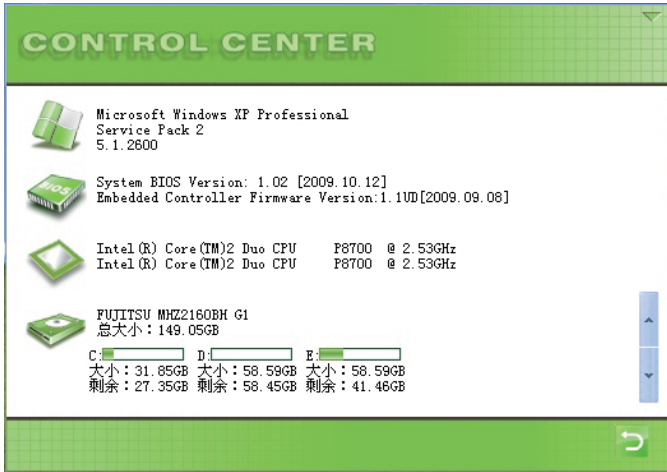 CONTROL CENTER
Microsoft Windows XP Professional
Service Pack 2
5.1.2600
BIOS
System BIOS Version: 1.02 [2009.10.12]
Embedded Controller Firmware Version:1.1UD[2009.09.08]
Intel(R) Core(TM)2 Duo CPU P8700 @ 2.53GHz
Intel(R) Core(TM)2 Duo CPU P8700 @ 2.53GHz
FUJITSU MHZ2160BH G1
总大小：149.05GB
C: D: E:
大小：31.85GB 大小：58.59GB 大小：58.59GB
剩余：27.35GB 剩余：58.45GB 剩余：41.46GB